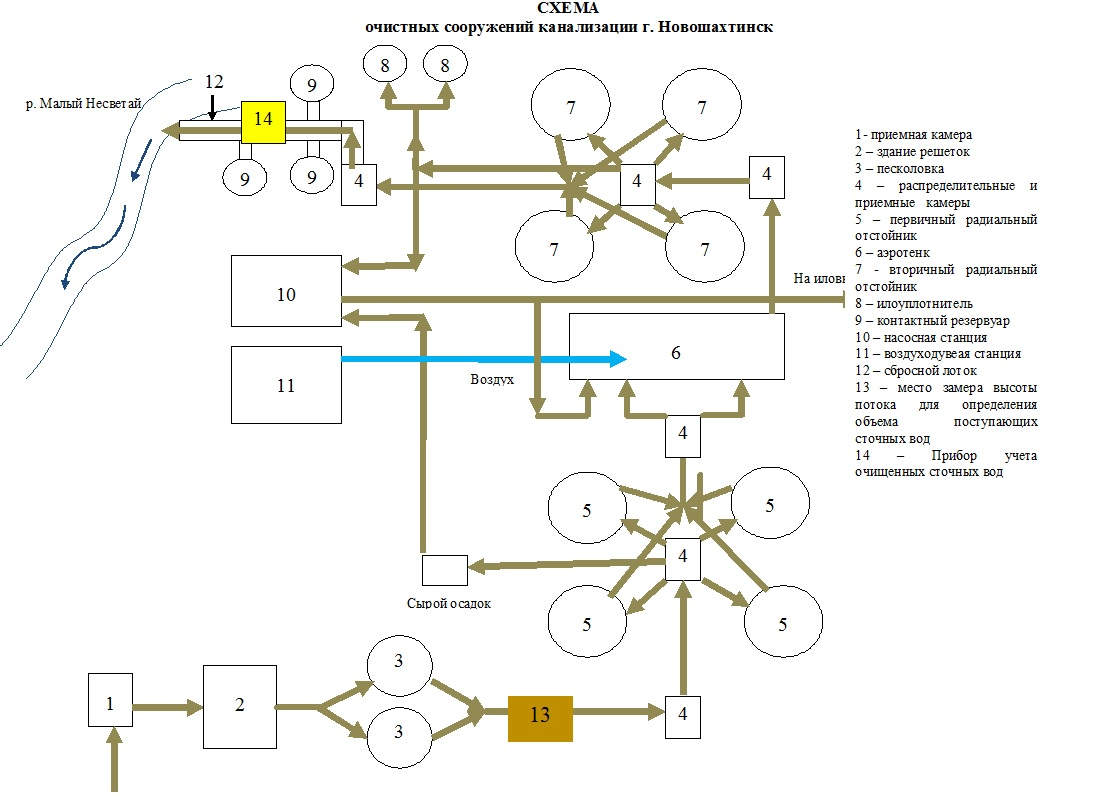 СХЕМА
очистных сооружений канализации г. Новошахтинск
8
8
9
7
7
12
р. Малый Несветай
14
9
9
4
4
4
7
7
10
На иловы
6
11
Воздух
4
5
5
4
Сырой осадок
5
5
3
1
2
13
4
3
1- приемная камера
2 – здание решеток
3 – песколовка
4 – распределительные и
приемные камеры
5 – первичный радиальный
отстойник
6 – аэротенк
7 - вторичный радиальный
отстойник
8 – илоуплотнитель
9 – контактный резервуар
10 – насосная станция
11 – воздуходувеая станция
12 – сбросной лоток
13 – место замера высоты
потока для определения
объема поступающих
сточных вод
14 – Прибор учета
очищенных сточных вод